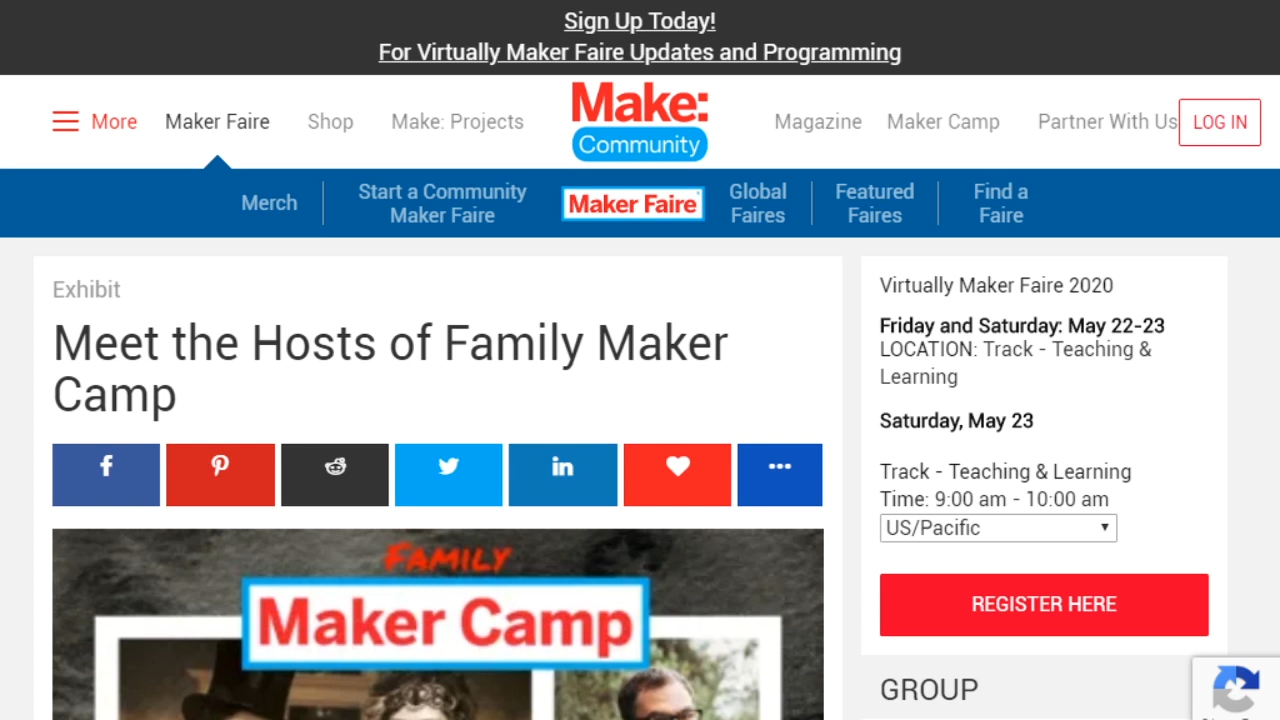 Sign Up Today!
For Virtually Maker Faire Updates and Programming
More
Maker Faire
Shop
Make: Projects
Make:
Community
Magazine
Maker Camp
Partner With Us
LOG IN
Merch
Start a Community
Maker Faire
Maker Faire
Global
Faires
Featured
Faires
Find a
Faire
Exhibit
Meet the Hosts of Family Maker
Camp
FAMILY
Maker Camp
Virtually Maker Faire 2020
Friday and Saturday: May 22-23
LOCATION: Track - Teaching &
Learning
Saturday, May 23
Track - Teaching & Learning
Time: 9:00 am - 10:00 am
US/Pacific
REGISTER HERE
GROUP